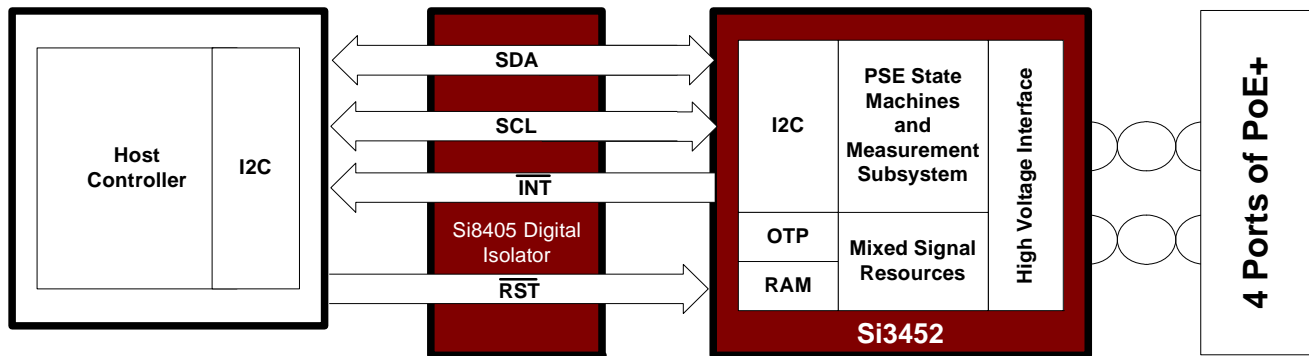 Host
Controller
I2C
SDA
SCL
INT
Si8405 Digital
Isolator
RST
I2C
PSE State
Machines
and
Measurement
Subsystem
OTP
RAM
Mixed Signal
Resources
High Voltage Interface
Si3452
4 Ports of PoE+